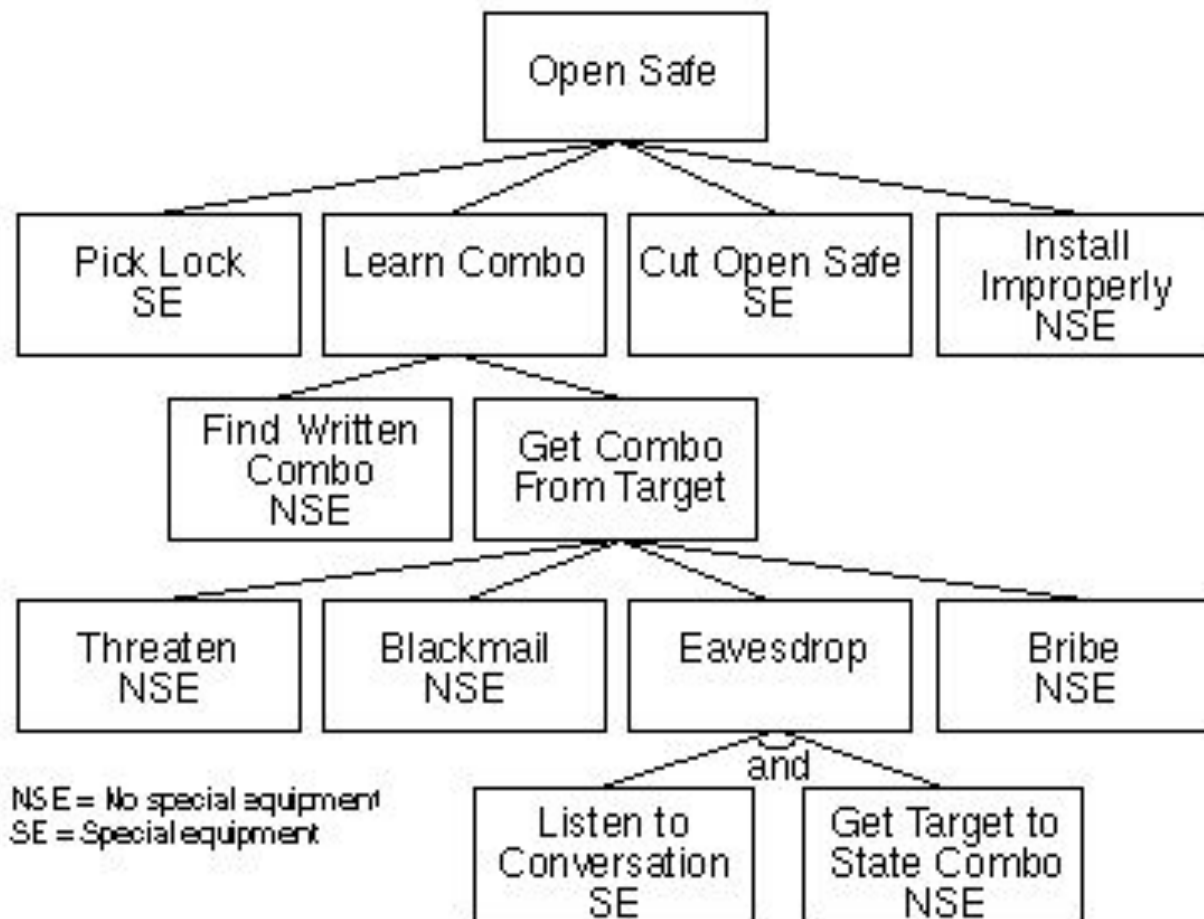 Open Safe
Pick Lock
SE
Learn Combo
Cut Open Safe
SE
Install
Improperly
NSE
Find Written
Combo
NSE
Get Combo
From Target
Threaten
NSE
Blackmail
NSE
Eavesdrop
Bribe
NSE
and
NSE = No special equipment
SE = Special equipment
Listen to
Conversation
SE
Get Target to
State Combo
NSE